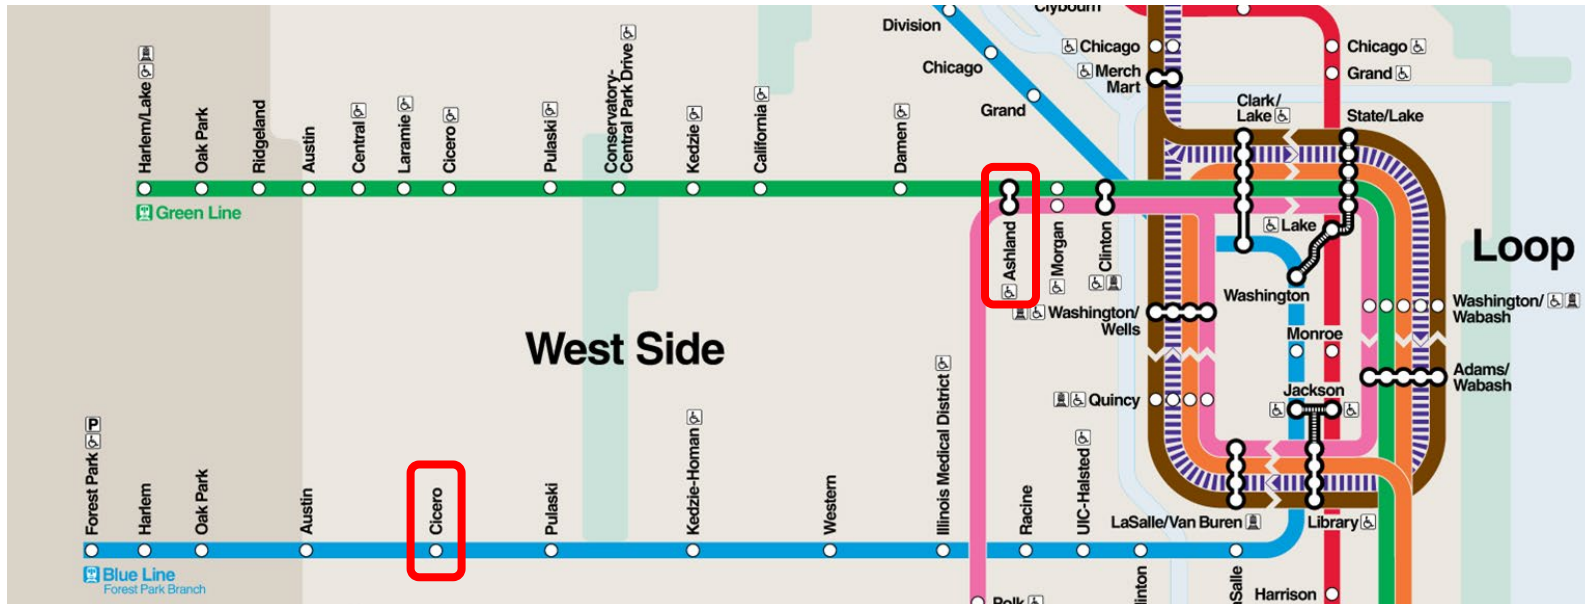 Harlem/Lake
Oak Park
Ridgeland
Austin
Central
Laramie
Cicero
Pulaski
Conservatory-
Central Park Drive
Kedzie
California
Damen
Green Line
Ashland
Morgan
Clinton
Division
Chicago
Grand
Clybourn
Chicago
Merch
Mart
Clark/
Lake
State/Lake
Chicago
Grand
Lake
Washington
Loop
Washington/
Wells
Washington/
Wabash
Monroe
Adams/
Wabash
Quincy
Jackson
LaSalle/Van Buren
Library
Harrison
West Side
P
Forest Park
Harlem
Oak Park
Austin
Cicero
Pulaski
Kedzie-Homan
Western
Illinois Medical District
Racine
UIC-Halsted
Blue Line
Forest Park Branch